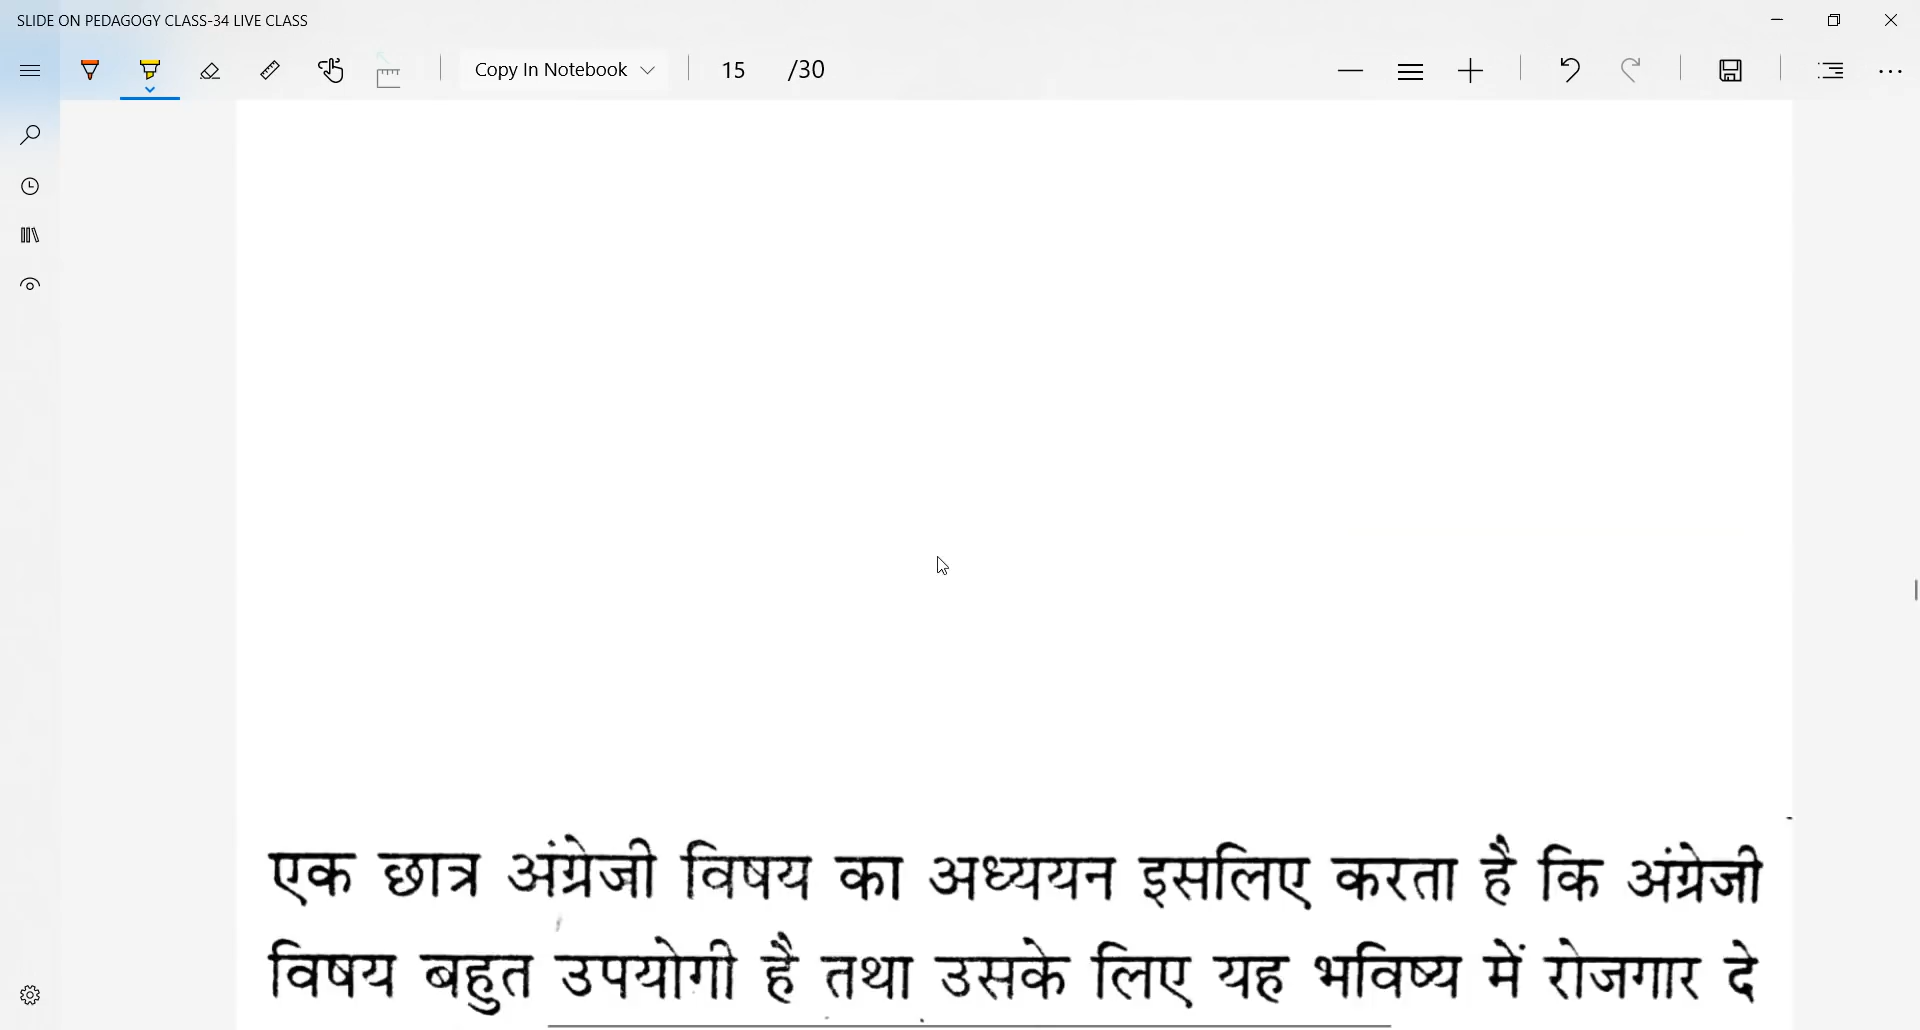 SLIDE ON PEDAGOGY CLASS-34 LIVE CLASS
Copy In Notebook 15 /30
एक छात्र अंग्रेजी विषय का अध्ययन इसलिए करता है कि अंग्रेजी
विषय बहुत उपयोगी है तथा उसके लिए यह भविष्य में रोजगार दे